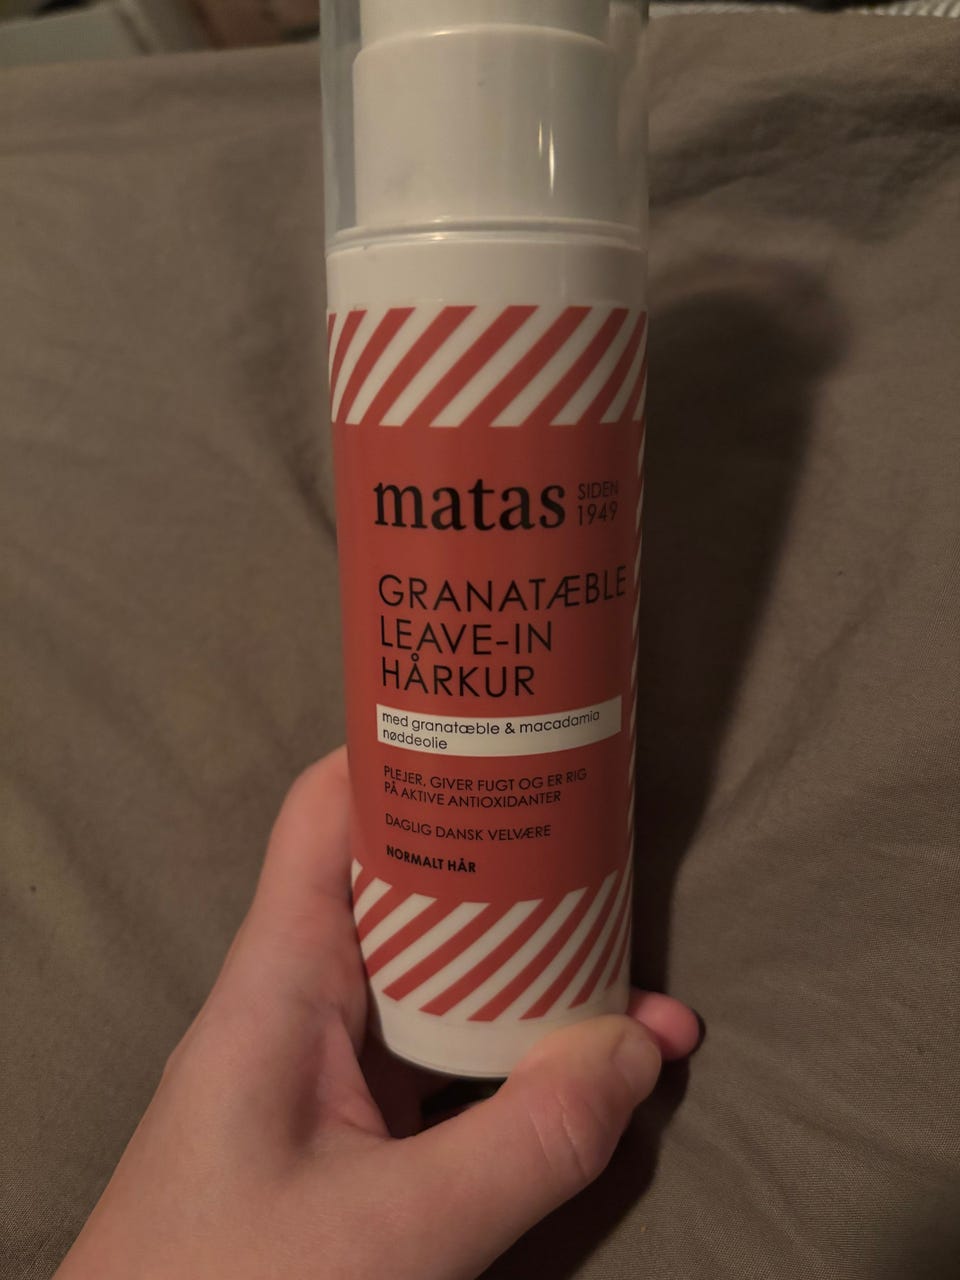 matas SIDEN 1949
GRANATÆBLE
LEAVE-IN
HÅRKUR
med granatæble & macadamia
nøddeolie
PLEJER, GIVER FUGT OG ER RIG
PÅ AKTIVE ANTIOXIDANTER
DAGLIG DANSK VELVÆRE
NORMALT HÅR